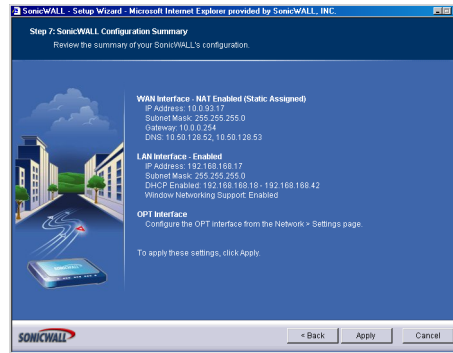 SonicWALL - Setup Wizard - Microsoft Internet Explorer provided by SonicWALL, INC.
Step 7: SonicWALL Configuration Summary
Review the summary of your SonicWALL's configuration.
WAN Interface - NAT Enabled (Static Assigned)
IP Address: 10.0.93.17
Subnet Mask: 255.255.255.0
Gateway: 10.0.0.254
DNS: 10.50.128.52, 10.50.128.53
LAN Interface - Enabled
IP Address: 192.168.168.17
Subnet Mask: 255.255.255.0
DHCP Enabled: 192.168.168.18 - 192.168.168.42
Window Networking Support: Enabled
OPT Interface
Configure the OPT interface from the Network > Settings page.
To apply these settings, click Apply.
SONICWALL
< Back Apply Cancel